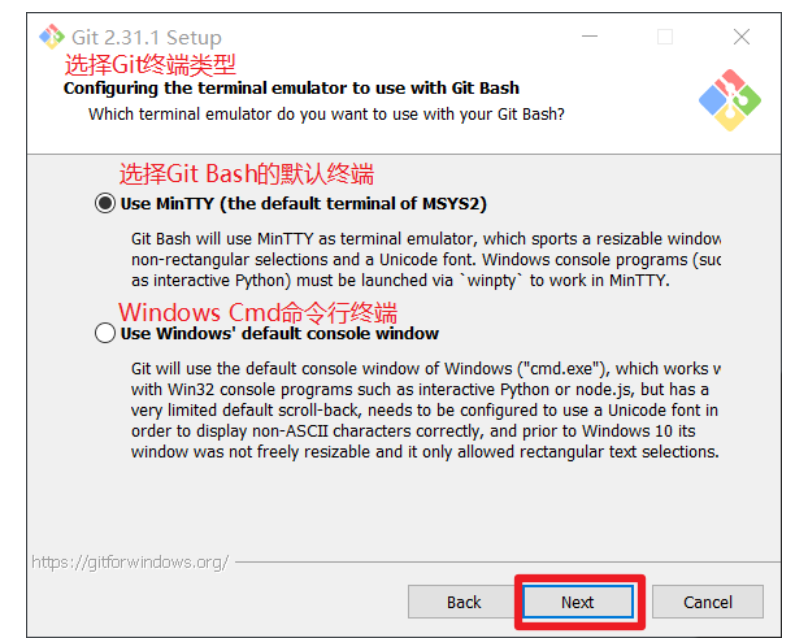 Git 2.31.1 Setup
选择Git终端类型
Configuring the terminal emulator to use with Git Bash
Which terminal emulator do you want to use with your Git Bash?
选择Git Bash的默认终端
Use MinTTY (the default terminal of MSYS2)
Git Bash will use MinTTY as terminal emulator, which sports a resizable window
non-rectangular selections and a Unicode font. Windows console programs (suc
as interactive Python) must be launched via `winpty` to work in MinTTY.
Windows Cmd命令行终端
Use Windows' default console window
Git will use the default console window of Windows ("cmd.exe"), which works w
with Win32 console programs such as interactive Python or node.js, but has a
very limited default scroll-back, needs to be configured to use a Unicode font in
order to display non-ASCII characters correctly, and prior to Windows 10 its
window was not freely resizable and it only allowed rectangular text selections.
https://gitforwindows.org/
Back
Next
Cancel